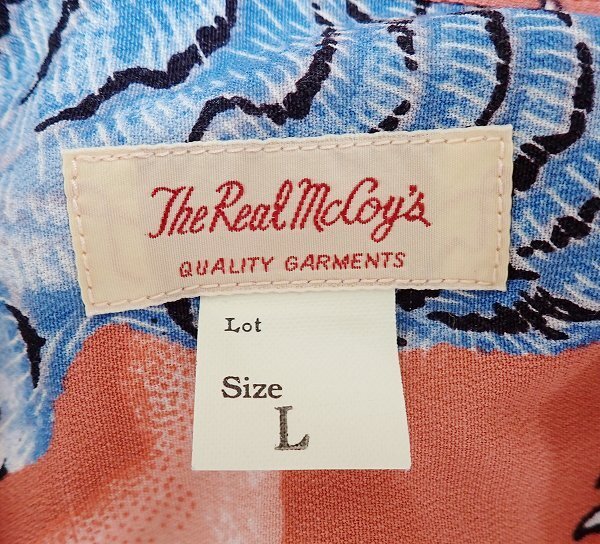 The Real McCoy's
QUALITY GARMENTS
Lot
Size
L